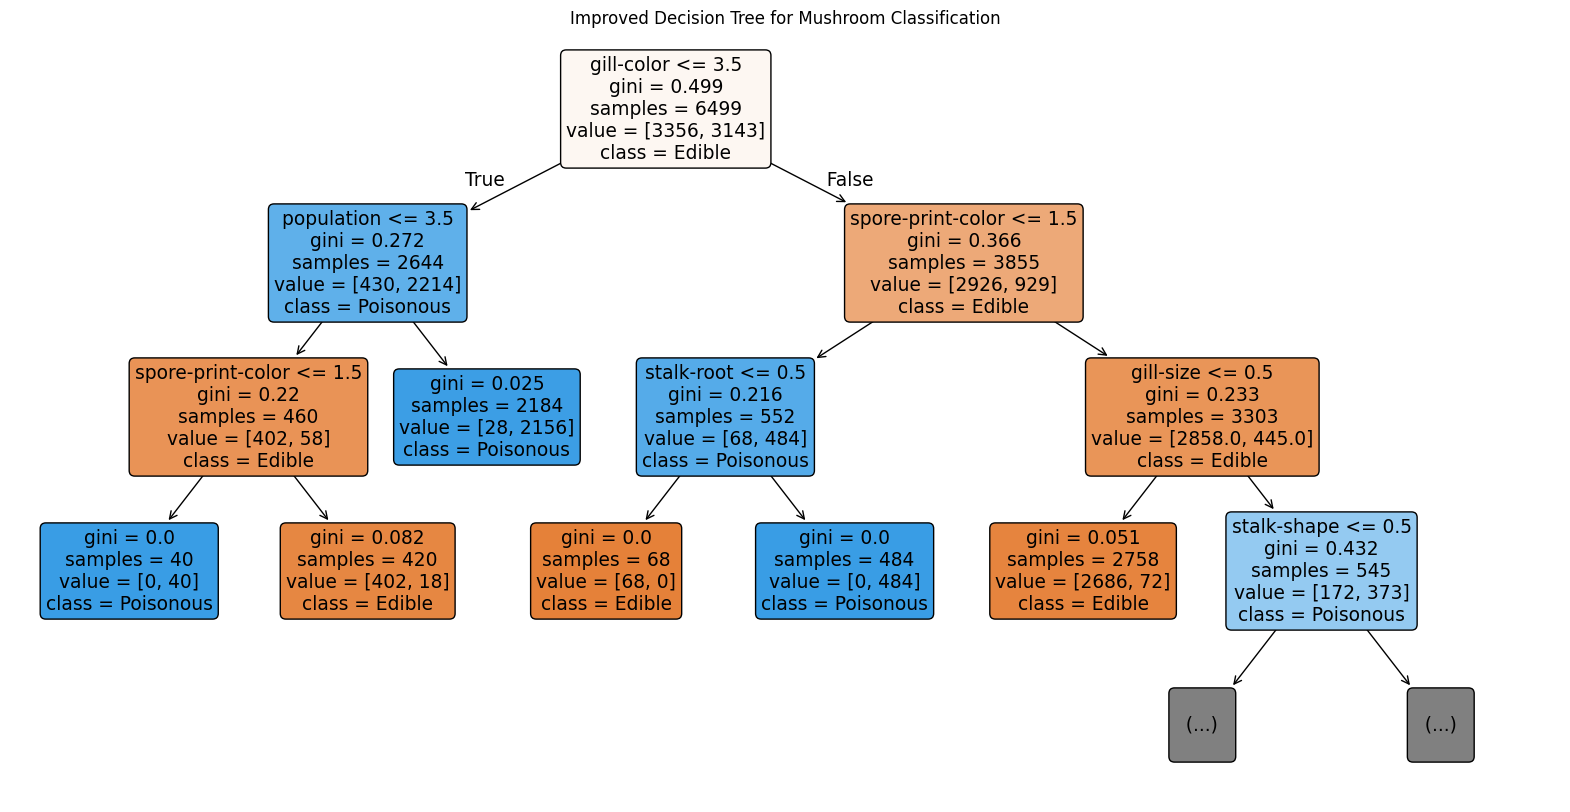 Improved Decision Tree for Mushroom Classification
gill-color <= 3.5
gini = 0.499
samples = 6499
value = [3356, 3143]
class = Edible
True
False
population <= 3.5
gini = 0.272
samples = 2644
value = [430, 2214]
class = Poisonous
spore-print-color <= 1.5
gini = 0.366
samples = 3855
value = [2926, 929]
class = Edible
spore-print-color <= 1.5
gini = 0.22
samples = 460
value = [402, 58]
class = Edible
gini = 0.025
samples = 2184
value = [28, 2156]
class = Poisonous
stalk-root <= 0.5
gini = 0.216
samples = 552
value = [68, 484]
class = Poisonous
gill-size <= 0.5
gini = 0.233
samples = 3303
value = [2858.0, 445.0]
class = Edible
gini = 0.0
samples = 40
value = [0, 40]
class = Poisonous
gini = 0.082
samples = 420
value = [402, 18]
class = Edible
gini = 0.0
samples = 68
value = [68, 0]
class = Edible
gini = 0.0
samples = 484
value = [0, 484]
class = Poisonous
gini = 0.051
samples = 2758
value = [2686, 72]
class = Edible
stalk-shape <= 0.5
gini = 0.432
samples = 545
value = [172, 373]
class = Poisonous
(...)
(...)